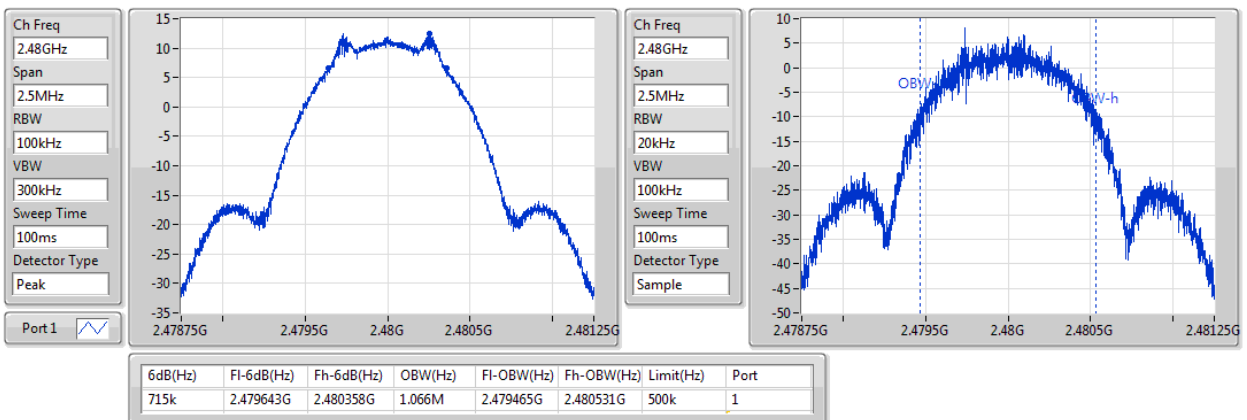 Ch Freq
2.48GHz
Span
2.5MHz
RBW
100kHz
VBW
300kHz
Sweep Time
100ms
Detector Type
Peak
Port 1
15
10
5
0
-5
-10
-15
-20
-25
-30
-35
2.47875G 2.4795G 2.48G 2.4805G 2.48125G
Ch Freq
2.48GHz
Span
2.5MHz
RBW
20kHz
VBW
100kHz
Sweep Time
100ms
Detector Type
Sample
10
5
0
-5
-10
-15
-20
-25
-30
-35
-40
-45
-50
2.47875G 2.4795G 2.48G 2.4805G 2.48125G
6dB(Hz) Fl-6dB(Hz) Fh-6dB(Hz) OBW(Hz) Fl-OBW(Hz) Fh-OBW(Hz) Limit(Hz) Port
715k 2.479643G 2.480358G 1.066M 2.479465G 2.480531G 500k 1